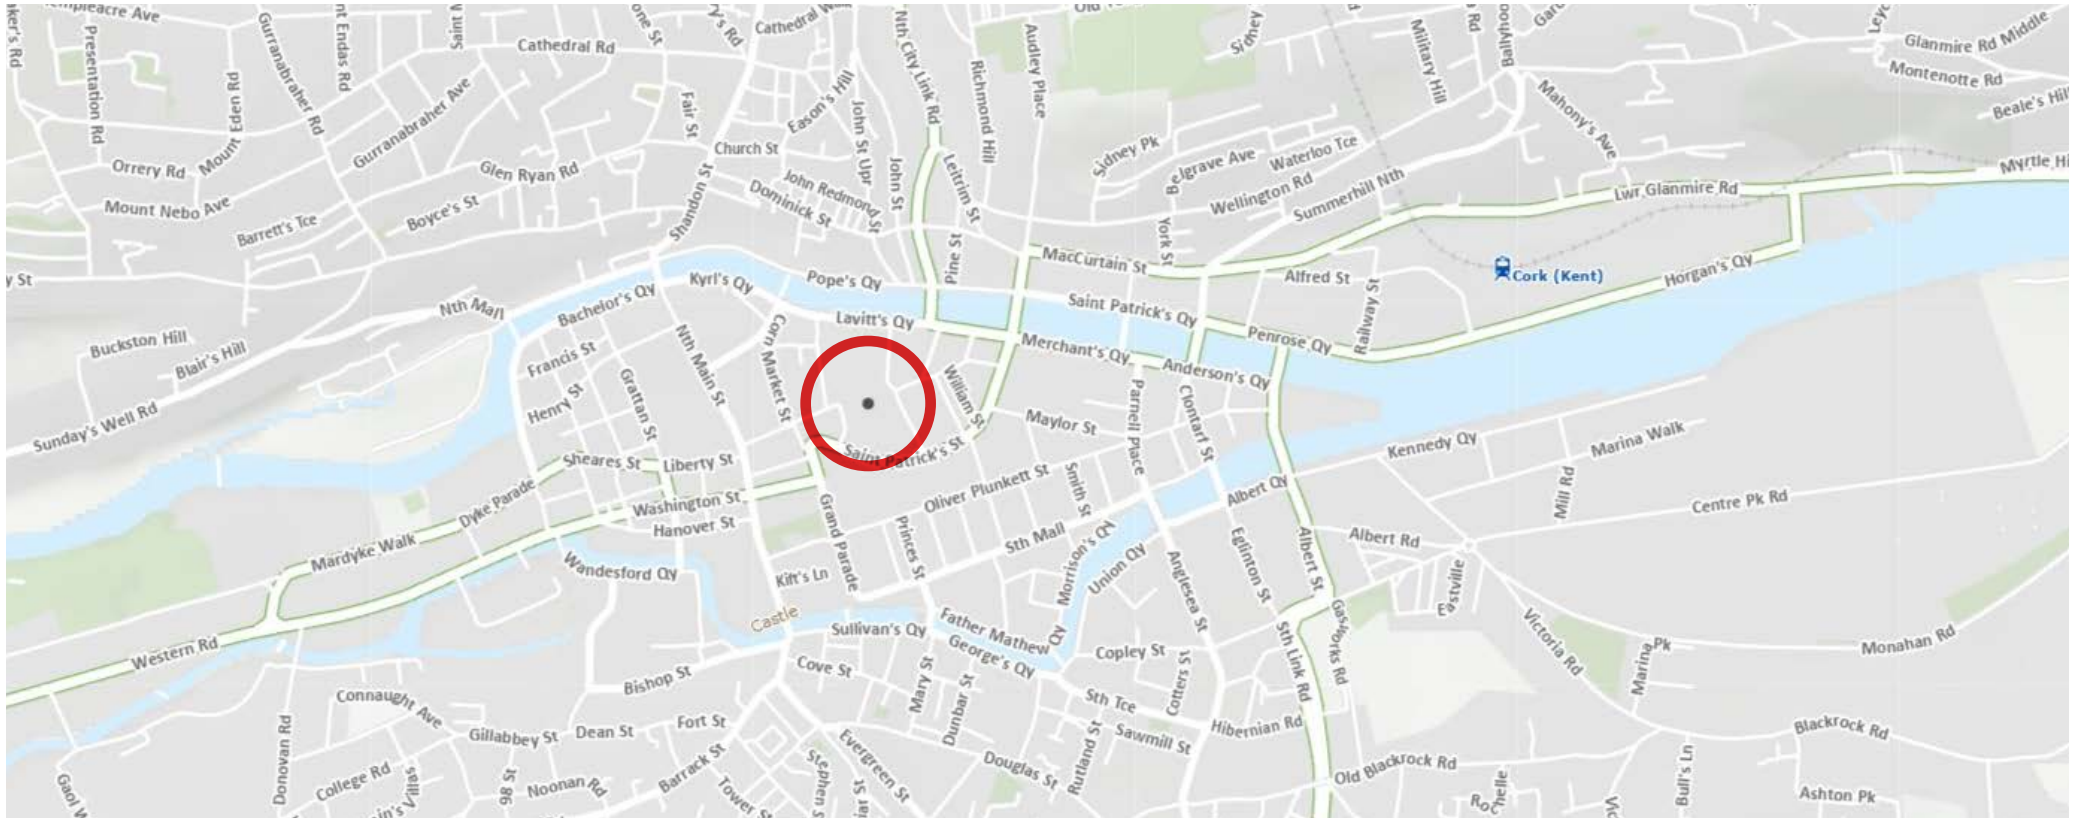 Cathedral Rd
Presentation Rd
Gurranabraher Rd
nt Endas Rd
Gurranabraher Ave
Mount Eden Rd
Orrery Rd
Mount Nebo Ave
Barrett's Tce
Boyce's St
Glen Ryan Rd
Fair St
Church St
Eason's Hill
John St Upr
John St
John Redmond St
Dominick St
Shandon St
Nth City Link Rd
Richmond Hill
Audley Place
Leitrim St
Pine St
Sidney Pk
Belgrave Ave
Waterloo Tce
Wellington Rd
York St
Summerhill Nth
Military Hill
Mahony's Ave
Glanmire Rd Middle
Montenotte Rd
Beale's Hil
Myrtle Hi
Lwr Glanmire Rd
MacCurtain St
Alfred St
Railway St
Cork (Kent)
Horgan's Qy
Penrose Qy
Saint Patrick's Qy
Merchant's Qy
Anderson's Qy
Pope's Qy
Lavitt's Qy
Kyrl's Qy
Bachelor's Qy
Nth Mall
y St
Buckston Hill
Blair's Hill
Sunday's Well Rd
Francis St
Henry St
Grattan St
Nth Main St
Corn Market St
William St
Saint Patrick's St
Maylor St
Parnell Place
Clontarf St
Oliver Plunkett St
Smith St
Sheares St
Liberty St
Washington St
Hanover St
Dyke Parade
Mardyke Walk
Western Rd
Wandesford Qy
Grand Parade
Princes St
Kift's Ln
Castle
Sth Mall
Morrison's Qy
Union Qy
Albert Qy
Kennedy Qy
Marina Walk
Mill Rd
Centre Pk Rd
Albert Rd
Albert St
Eglinton St
Anglesea St
Eastville
Gasworks Rd
Sth Link Rd
Victoria Rd
Marina Pk
Monahan Rd
Blackrock Rd
Sullivan's Qy
Father Mathew Qy
George's Qy
Copley St
Cotters St
Cove St
Mary St
Dunbar St
Sth Tce
Sawmill St
Hibernian Rd
Rutland St
Douglas St
Evergreen St
Bishop St
Fort St
Dean St
Gillabbey St
Connaught Ave
Donovan Rd
College Rd
Noonan Rd
Barrack St
Tower St
Old Blackrock Rd
Rochelle
Bull's Ln
Ashton Pk
98 St